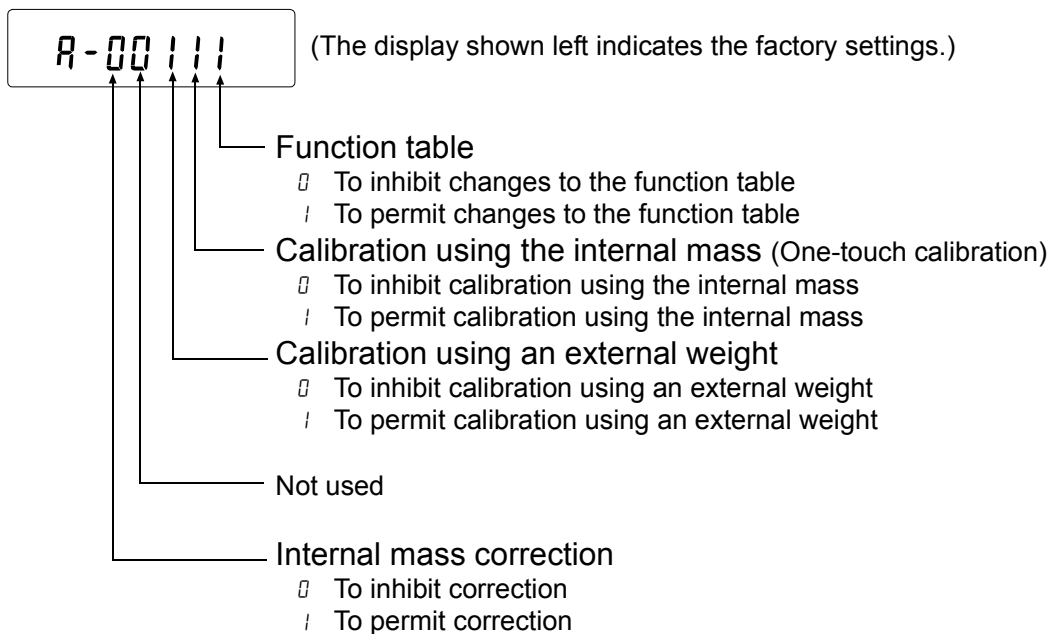 A-00111
(The display shown left indicates the factory settings.)
Function table
0 To inhibit changes to the function table
1 To permit changes to the function table
Calibration using the internal mass (One-touch calibration)
0 To inhibit calibration using the internal mass
1 To permit calibration using the internal mass
Calibration using an external weight
0 To inhibit calibration using an external weight
1 To permit calibration using an external weight
Not used
Internal mass correction
0 To inhibit correction
1 To permit correction